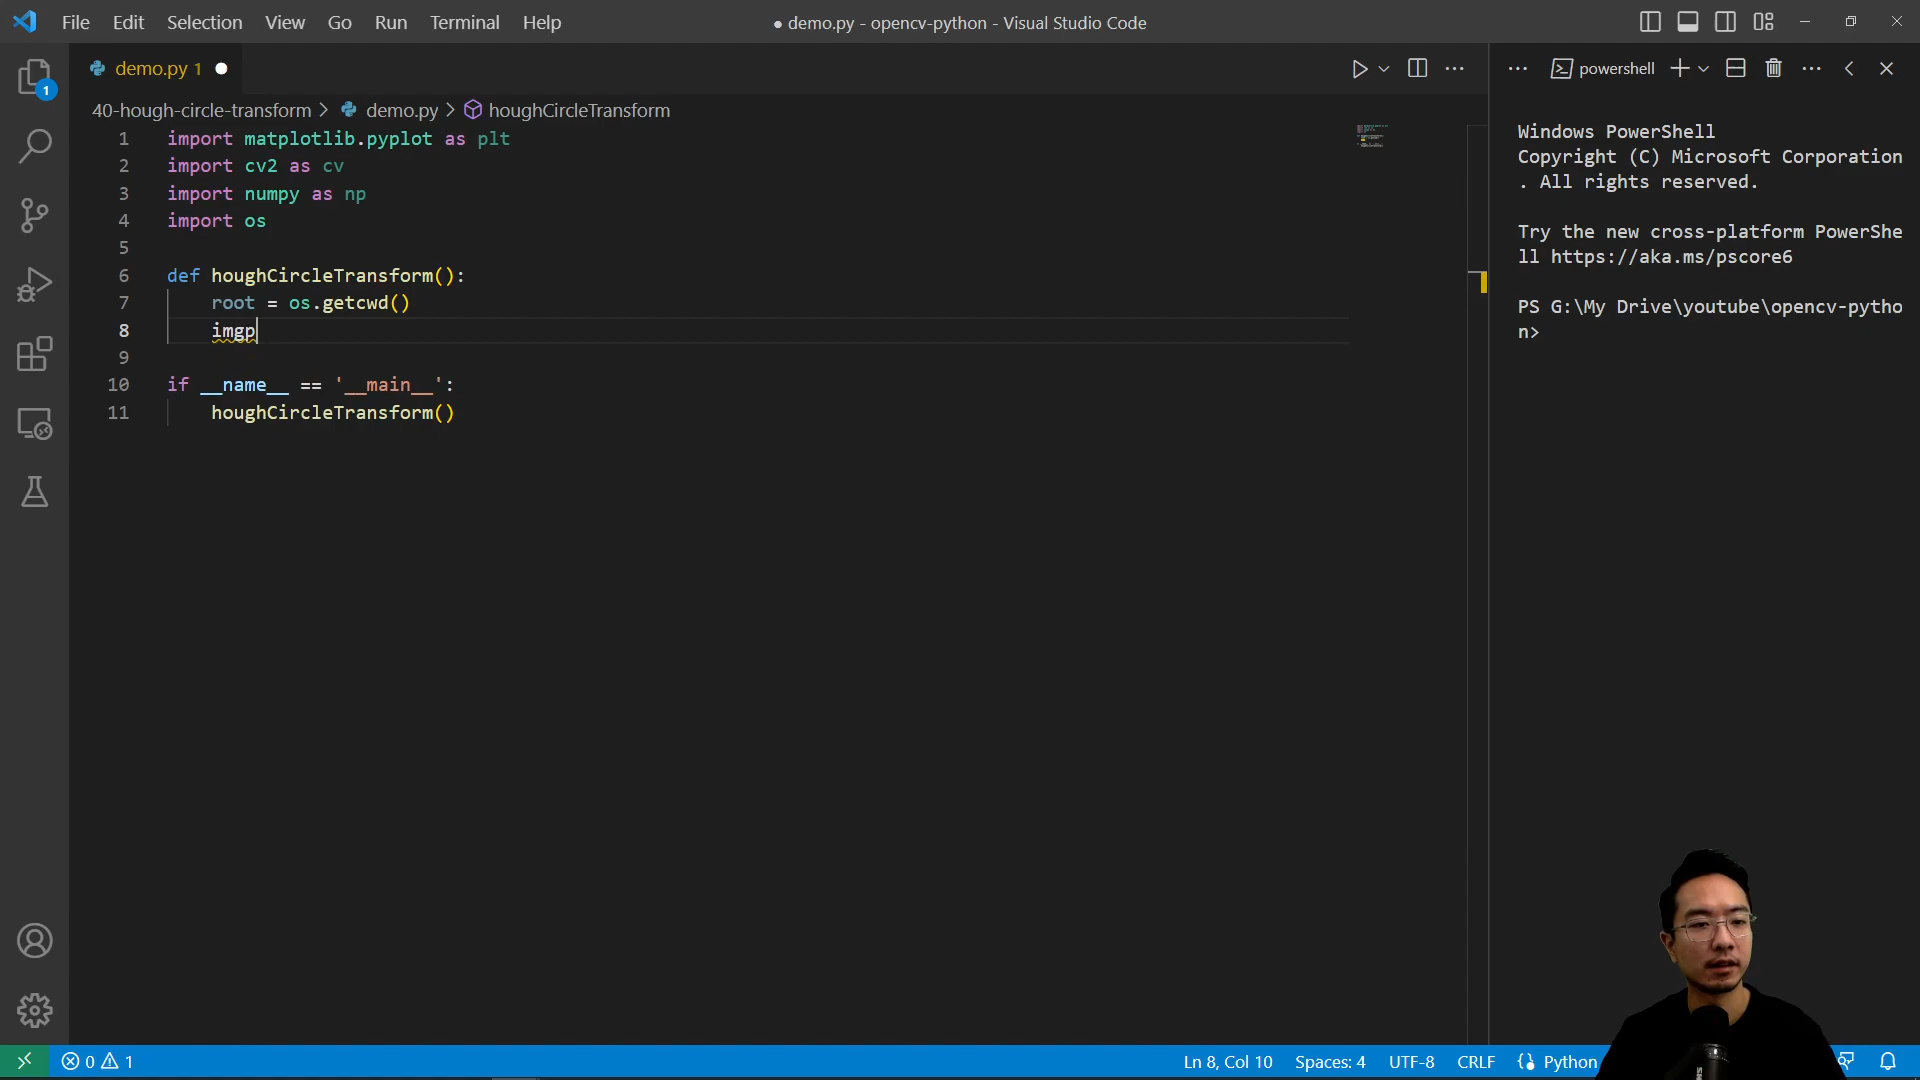 File Edit Selection View Go Run Terminal Help
● demo.py - opencv-python - Visual Studio Code
demo.py 1
40-hough-circle-transform > demo.py > houghCircleTransform
1 import matplotlib.pyplot as plt
2 import cv2 as cv
3 import numpy as np
4 import os
5
6 def houghCircleTransform():
7 root = os.getcwd()
8 imgp
9
10 if __name__ == '__main__':
11 houghCircleTransform()
powershell
Windows PowerShell
Copyright (C) Microsoft Corporation
. All rights reserved.
Try the new cross-platform PowerShe
ll https://aka.ms/pscore6
PS G:\My Drive\youtube\opencv-pytho
n>
1
0 1
Ln 8, Col 10 Spaces: 4 UTF-8 CRLF Python